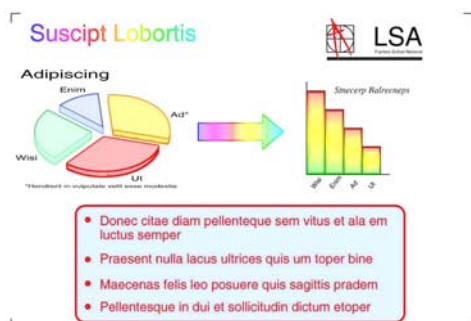 Suscipt Lobortis
LSA
Adipiscing
Enim
Ad*
Wisi
Ut
*Hendrerit in vulputate velit esse modestie
Stnecerp Ralrecneps
Wisi
Enim
Ad
Ut
Donec citae diam pellenteque sem vitus et ala em
luctus semper
Praesent nulla lacus ultrices quis um toper bine
Maecenas felis leo posuere quis sagittis pradem
Pellentesque in dui et sollicitudin dictum etoper